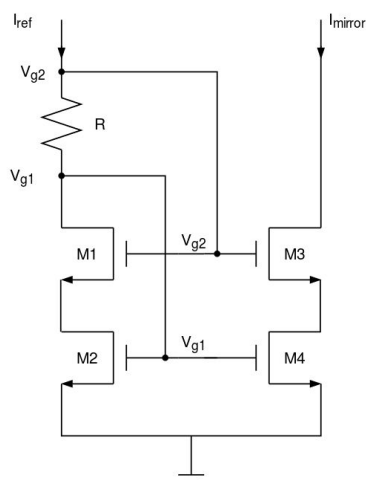 Iref Imirror
Vg2
R
Vg1
M1 Vg2 M3
M2 Vg1 M4